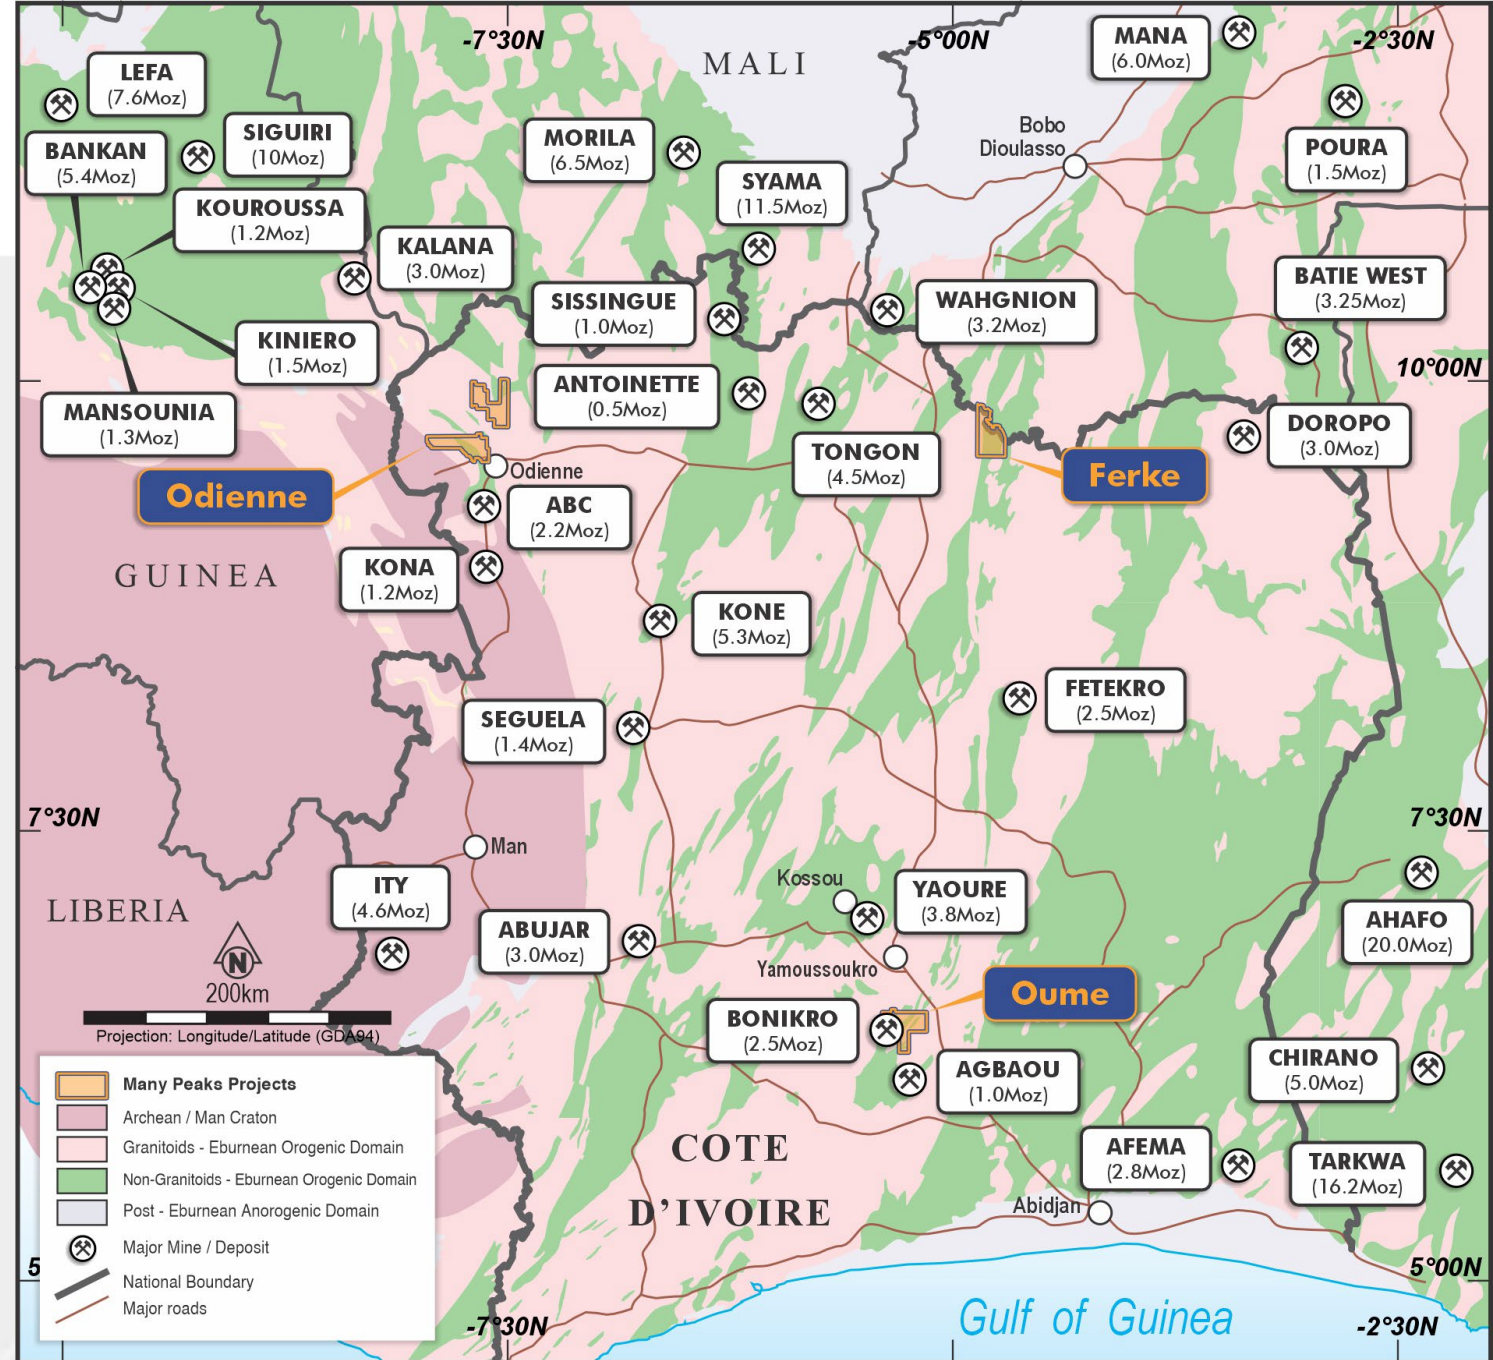 -7°30N
-5°00N
-2°30N
MALI
MANA
(6.0Moz)
LEFA
(7.6Moz)
SIGUIRI
(10Moz)
MORILA
(6.5Moz)
Bobo
Dioulasso
POURA
(1.5Moz)
BANKAN
(5.4Moz)
SYAMA
(11.5Moz)
KOUROUSSA
(1.2Moz)
KALANA
(3.0Moz)
BATIE WEST
(3.25Moz)
SISSINGUE
(1.0Moz)
WAHGNION
(3.2Moz)
KINIERO
(1.5Moz)
10°00N
ANTOINETTE
(0.5Moz)
MANSOUNIA
(1.3Moz)
DOROPO
(3.0Moz)
TONGON
(4.5Moz)
Odienne
Ferke
Odienne
ABC
(2.2Moz)
GUINEA
KONA
(1.2Moz)
KONE
(5.3Moz)
FETEKRO
(2.5Moz)
SEGUELA
(1.4Moz)
7°30N
7°30N
Man
ITY
(4.6Moz)
Kossou
YAOURE
(3.8Moz)
LIBERIA
AHAFO
(20.0Moz)
ABUJAR
(3.0Moz)
Yamoussoukro
N
200km
Oume
BONIKRO
(2.5Moz)
Projection: Longitude/Latitude (GDA94)
AGBAOU
(1.0Moz)
CHIRANO
(5.0Moz)
Many Peaks Projects
Archean / Man Craton
Granitoids - Eburnean Orogenic Domain
Non-Granitoids - Eburnean Orogenic Domain
Post - Eburnean Anorogenic Domain
Major Mine / Deposit
National Boundary
Major roads
COTE
D'IVOIRE
AFEMA
(2.8Moz)
TARKWA
(16.2Moz)
Abidjan
5
5°00N
Gulf of Guinea
-7°30N
-2°30N